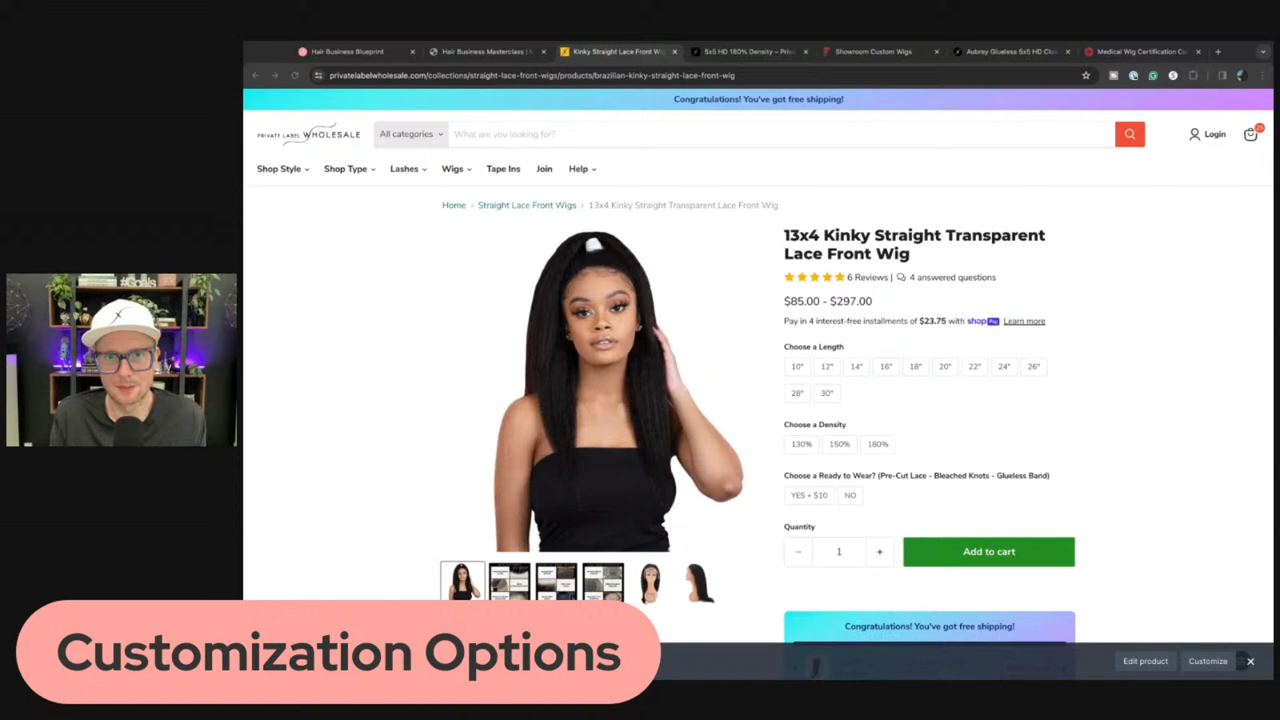 Hair Business Blueprint
Hair Business Masterclass |
Kinky Straight Lace Front Wi
5x5 HD 180% Density – Priv
Showroom Custom Wigs
Aubrey Glueless 5x5 HD Clo
Medical Wig Certification Co
privatelabelwholesale.com/collections/straight-lace-front-wigs/products/brazilian-kinky-straight-lace-front-wig
Congratulations! You've got free shipping!
PRIVATE LABEL WHOLESALE
All categories
What are you looking for?
Login
Shop Style
Shop Type
Lashes
Wigs
Tape Ins
Join
Help
Home › Straight Lace Front Wigs › 13x4 Kinky Straight Transparent Lace Front Wig
13x4 Kinky Straight Transparent
Lace Front Wig
6 Reviews | 4 answered questions
$85.00 - $297.00
Pay in 4 interest-free installments of $23.75 with shop Pay Learn more
Choose a Length
10" 12" 14" 16" 18" 20" 22" 24" 26"
28" 30"
Choose a Density
130% 150% 180%
Choose a Ready to Wear? (Pre-Cut Lace - Bleached Knots - Glueless Band)
YES + $10 NO
Quantity
− 1 +
Add to cart
Congratulations! You've got free shipping!
Edit product
Customize
Customization Options